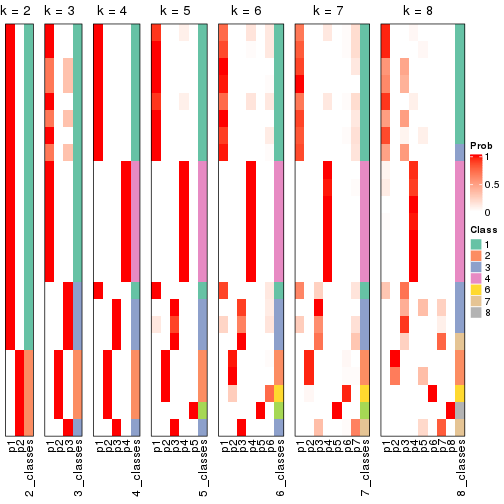 k = 2 k = 3 k = 4 k = 5 k = 6 k = 7 k = 8
Prob
1
0.5
0
Class
1
2
3
4
6
7
8
p1 p2 2_classes
p1 p2 p3 3_classes
p1 p2 p3 p4 4_classes
p1 p2 p3 p4 p5 5_classes
p1 p2 p3 p4 p5 p6 6_classes
p1 p2 p3 p4 p5 p6 p7 7_classes
p1 p2 p3 p4 p5 p6 p7 p8 8_classes